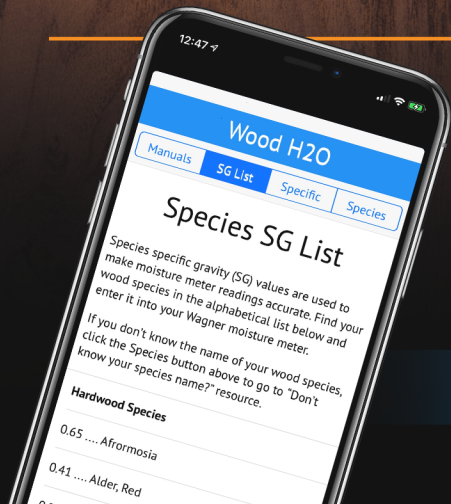 12:47
Wood H2O
Manuals SG List Specific Species
Species SG List
Species specific gravity (SG) values are used to
make moisture meter readings accurate. Find your
wood species in the alphabetical list below and
enter it into your Wagner moisture meter.
If you don't know the name of your wood species,
click the Species button above to go to "Don't
know your species name?" resource.
Hardwood Species
0.65 .... Afrormosia
0.41 .... Alder, Red